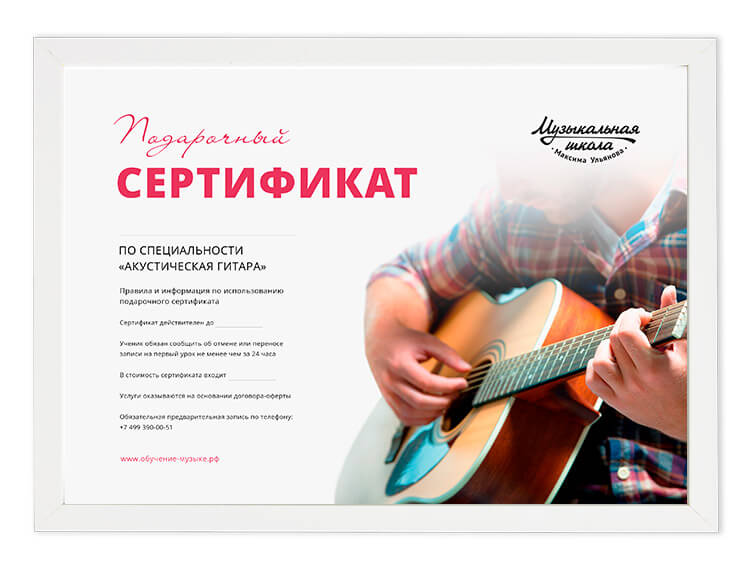 Подарочный
СЕРТИФИКАТ
Музыкальная
школа
• Максима Ульянова •
ПО СПЕЦИАЛЬНОСТИ
«АКУСТИЧЕСКАЯ ГИТАРА»
Правила и информация по использованию
подарочного сертификата
Сертификат действителен до ____________
Ученик обязан сообщить об отмене или переносе
записи на первый урок не менее чем за 24 часа
В стоимость сертификата входит ____________
Услуги оказываются на основании договора-оферты
Обязательная предварительная запись по телефону:
+7 499 390-00-51
www.обучение-музыке.рф